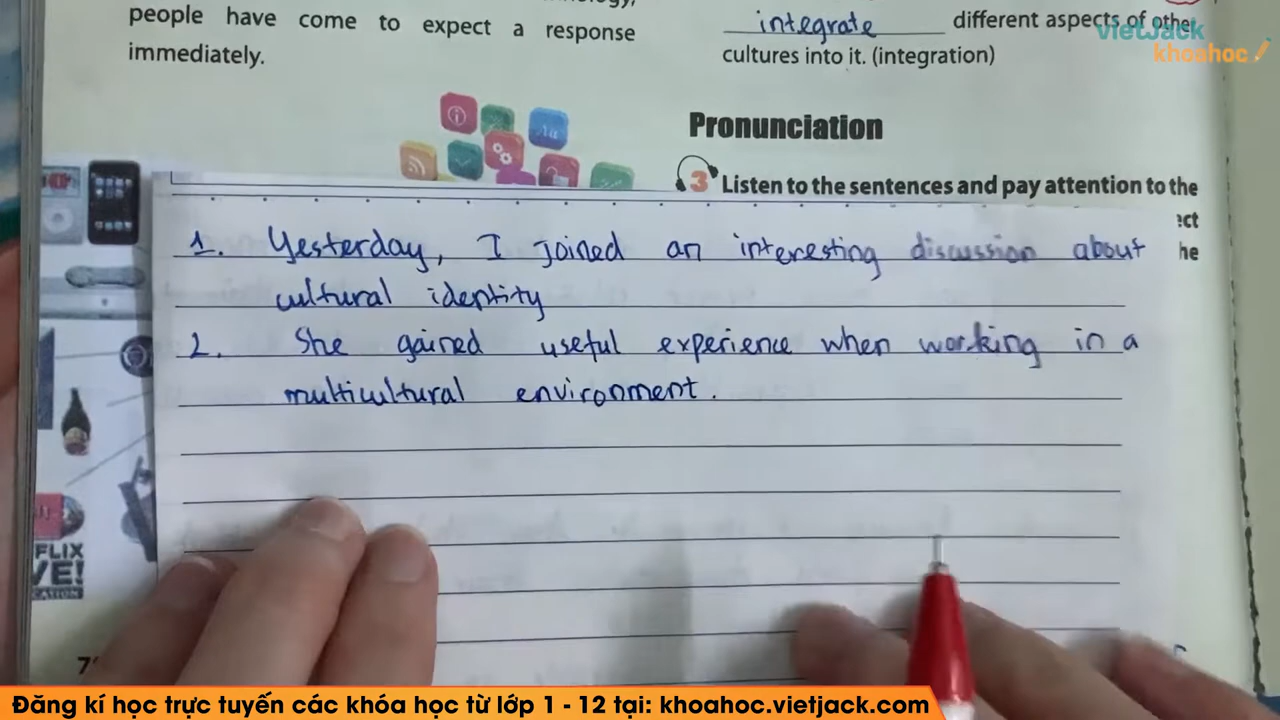 people have come to expect a response
immediately.
integrate different aspects of other
cultures into it. (integration)
vietJack
khoahoc
Pronunciation
3 Listen to the sentences and pay attention to the
ect
he
1. Yesterday, I joined an interesting discussion about
cultural identity
2. She gained useful experience when working in a
multicultural environment.
FLIX
VE!
Đăng kí học trực tuyến các khóa học từ lớp 1 - 12 tại: khoahoc.vietjack.com